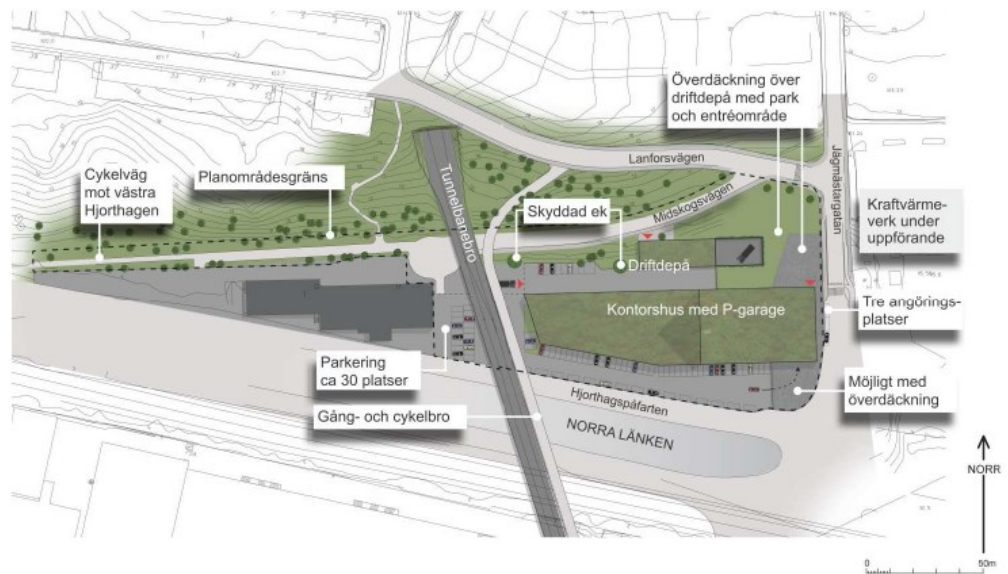 Överdäckning över
driftdepå med park
och entréområde
Lanforsvägen
Jägmästargatan
Cykelväg
mot västra
Hjorthagen
Planområdesgräns
Tunnelbanebro
Midskogsvägen
Skyddad ek
Kraftvärme-
verk under
uppförande
Driftdepå
Kontorshus med P-garage
Tre angörings-
platser
Parkering
ca 30 platser
Hjorthagspåfarten
Möjligt med
överdäckning
Gång- och cykelbro
NORRA LÄNKEN
NORR
0
50m